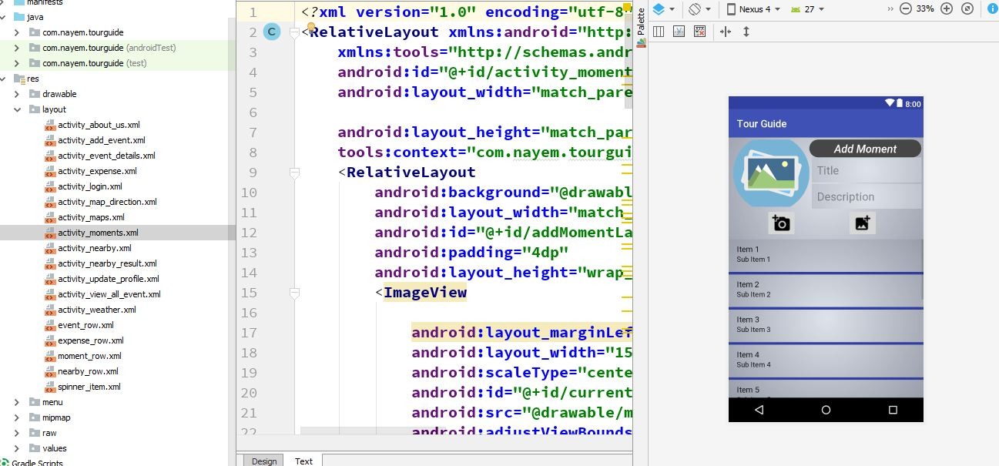 manifests
java
com.nayem.tourguide
com.nayem.tourguide (androidTest)
com.nayem.tourguide (test)
res
drawable
layout
activity_about_us.xml
activity_add_event.xml
activity_event_details.xml
activity_expense.xml
activity_login.xml
activity_map_direction.xml
activity_maps.xml
activity_moments.xml
activity_nearby.xml
activity_nearby_result.xml
activity_update_profile.xml
activity_view_all_event.xml
activity_weather.xml
event_row.xml
expense_row.xml
moment_row.xml
nearby_row.xml
spinner_item.xml
menu
mipmap
raw
values
Gradle Scripts
1 <?xml version="1.0" encoding="utf-8"
2 C <RelativeLayout xmlns:android="http:
3 xmlns:tools="http://schemas.andr
4 android:id="@+id/activity_moment
5 android:layout_width="match_pare
6
7 android:layout_height="match_par
8 tools:context="com.nayem.tourgui
9 <RelativeLayout
10 android:background="@drawabl
11 android:layout_width="match_
12 android:id="@+id/addMomentLa
13 android:padding="4dp"
14 android:layout_height="wrap_
15 <ImageView
16
17 android:layout_marginLef
18 android:layout_width="15
19 android:scaleType="cente
20 android:id="@+id/current
21 android:src="@drawable/m
22 android:adjustViewBounds
Design Text
Palette
Nexus 4 27 33%
8:00
Tour Guide
Add Moment
Title
Description
Item 1
Sub Item 1
Item 2
Sub Item 2
Item 3
Sub Item 3
Item 4
Sub Item 4
Item 5